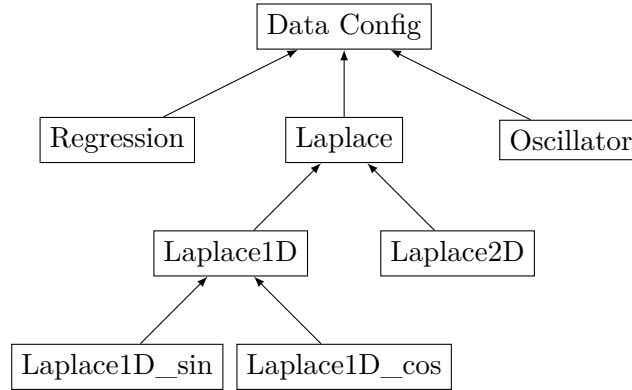 Data Config
Regression
Laplace
Oscillator
Laplace1D
Laplace2D
Laplace1D_sin
Laplace1D_cos